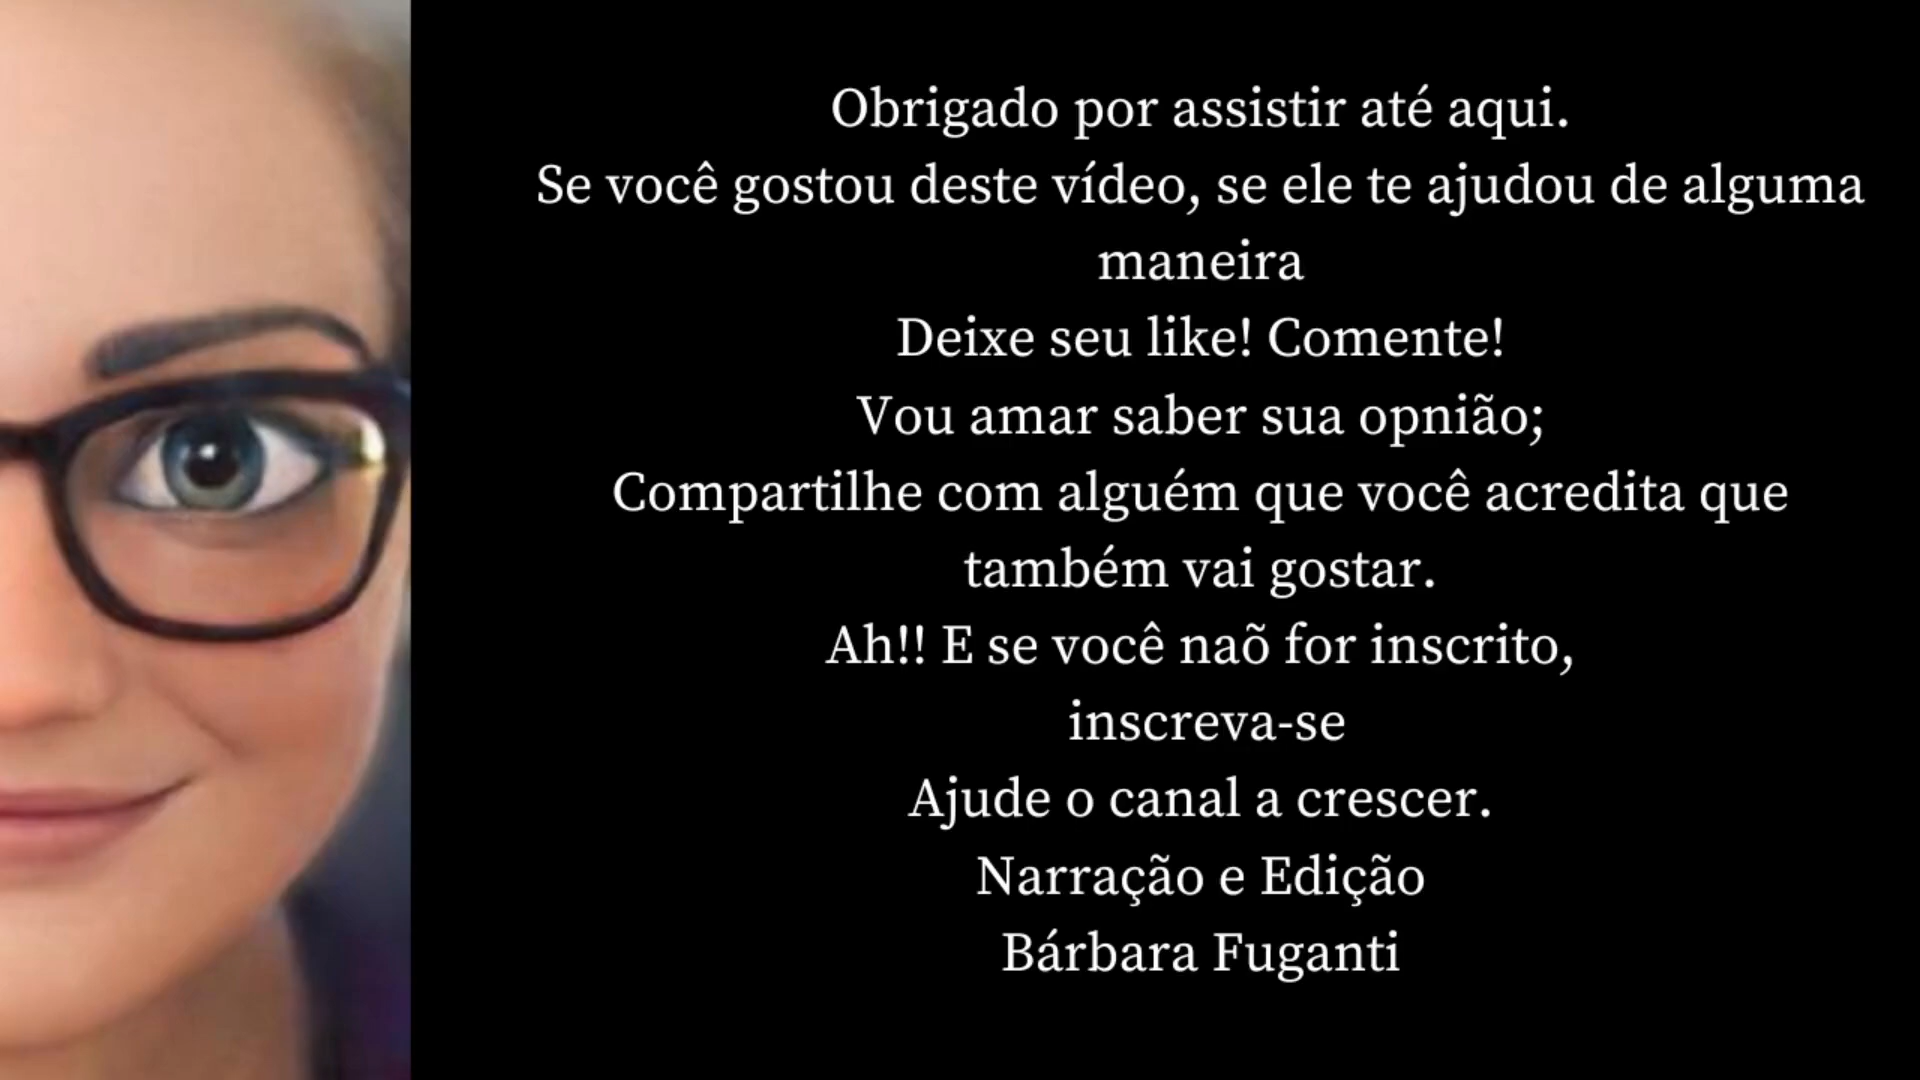 Obrigado por assistir até aqui.
Se você gostou deste vídeo, se ele te ajudou de alguma
maneira
Deixe seu like! Comente!
Vou amar saber sua opnião;
Compartilhe com alguém que você acredita que
também vai gostar.
Ah!! E se você naõ for inscrito,
inscreva-se
Ajude o canal a crescer.
Narração e Edição
Bárbara Fuganti